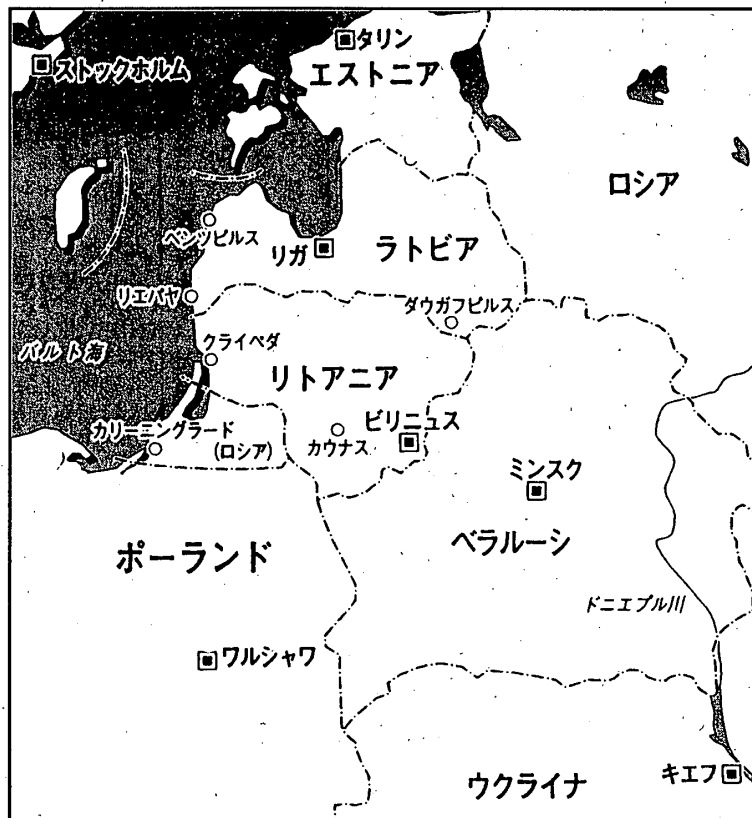 タリン
ストックホルム
エストニア
ロシア
ベンツピルス
リガ
ラトビア
リエパヤ
ダウガフピルス
バルト海
クライペダ
リトアニア
カリーニングラード
(ロシア)
カウナス
ビリニュス
ミンスク
ポーランド
ベラルーシ
ドニエプル川
ワルシャワ
ウクライナ
キエフ